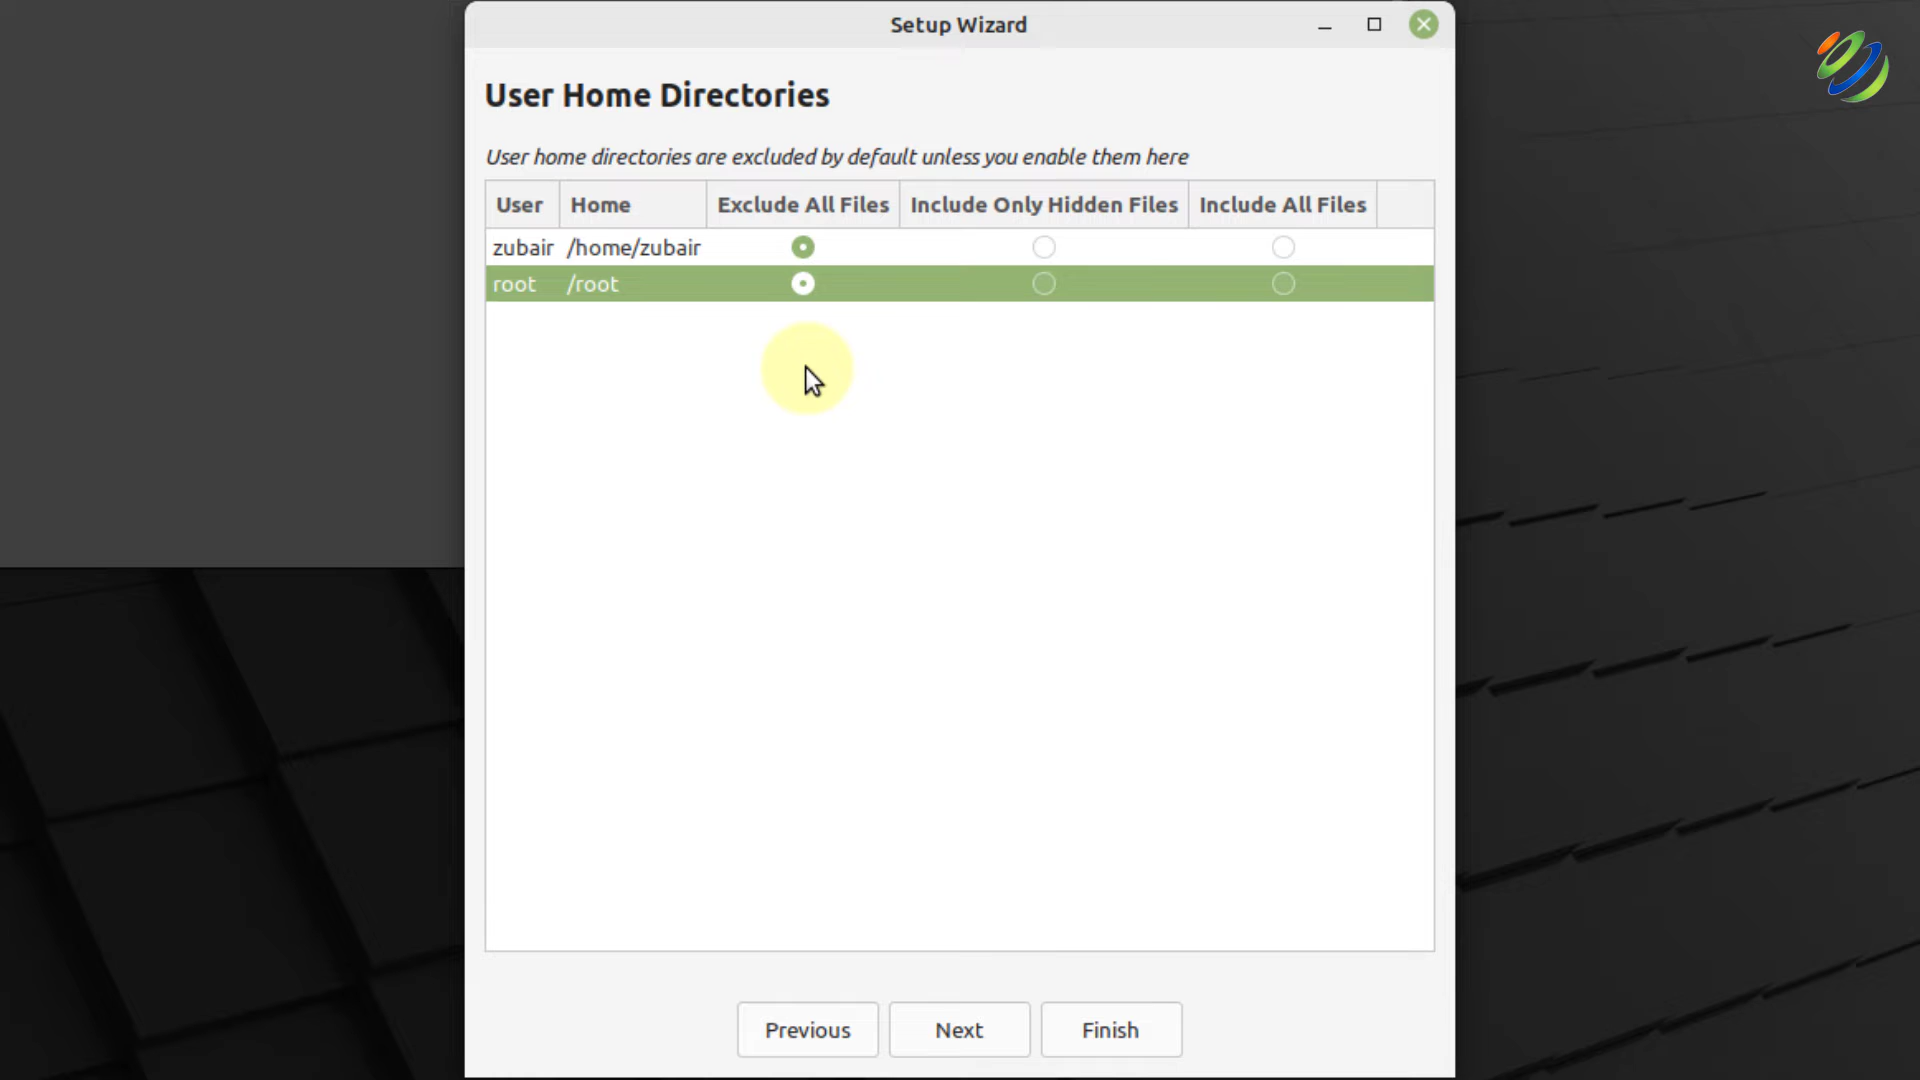 Setup Wizard
User Home Directories
User home directories are excluded by default unless you enable them here
User Home Exclude All Files Include Only Hidden Files Include All Files
zubair /home/zubair
root /root
Previous Next Finish